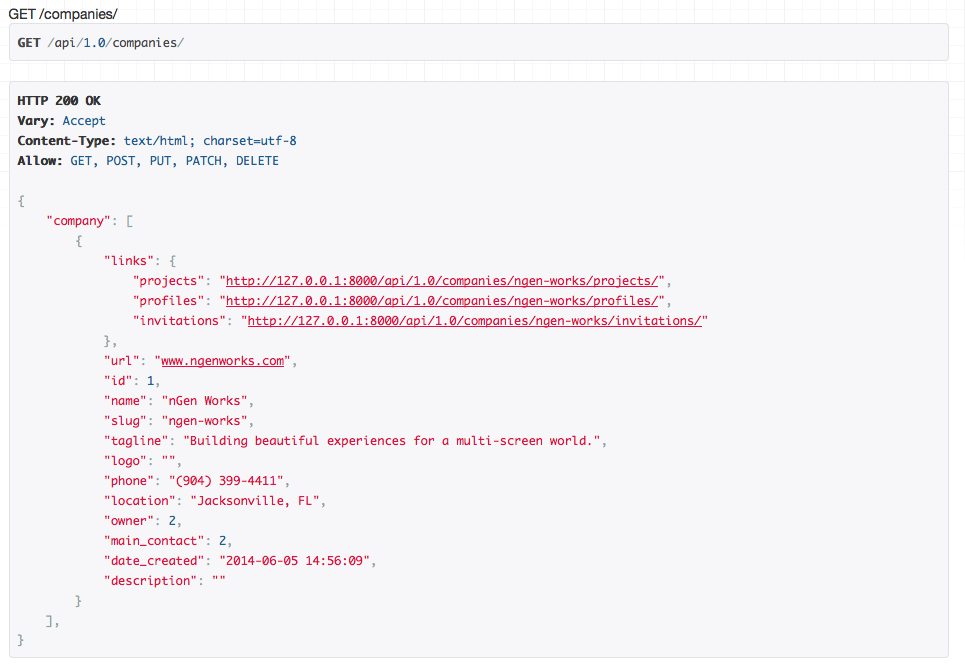 GET /companies/
GET /api/1.0/companies/
HTTP 200 OK
Vary: Accept
Content-Type: text/html; charset=utf-8
Allow: GET, POST, PUT, PATCH, DELETE
{
    "company": [
        {
            "links": {
                "projects": "http://127.0.0.1:8000/api/1.0/companies/ngen-works/projects/",
                "profiles": "http://127.0.0.1:8000/api/1.0/companies/ngen-works/profiles/",
                "invitations": "http://127.0.0.1:8000/api/1.0/companies/ngen-works/invitations/"
            },
            "url": "www.ngenworks.com",
            "id": 1,
            "name": "nGen Works",
            "slug": "ngen-works",
            "tagline": "Building beautiful experiences for a multi-screen world.",
            "logo": "",
            "phone": "(904) 399-4411",
            "location": "Jacksonville, FL",
            "owner": 2,
            "main_contact": 2,
            "date_created": "2014-06-05 14:56:09",
            "description": ""
        }
    ],
}